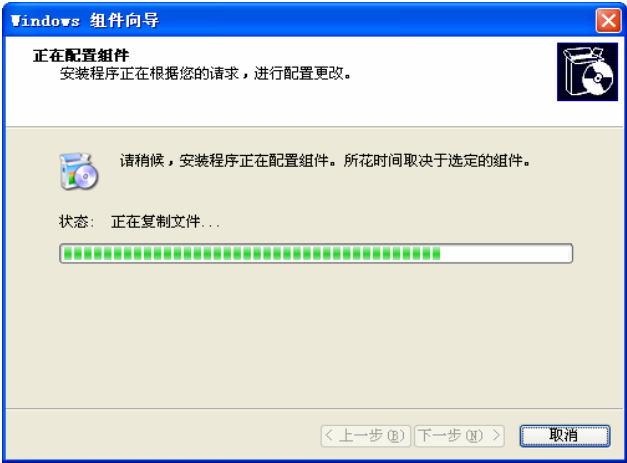 Windows 组件向导
正在配置组件
安装程序正在根据您的请求，进行配置更改。
请稍候，安装程序正在配置组件。所花时间取决于选定的组件。
状态: 正在复制文件...
< 上一步(B) 下一步(N) > 取消